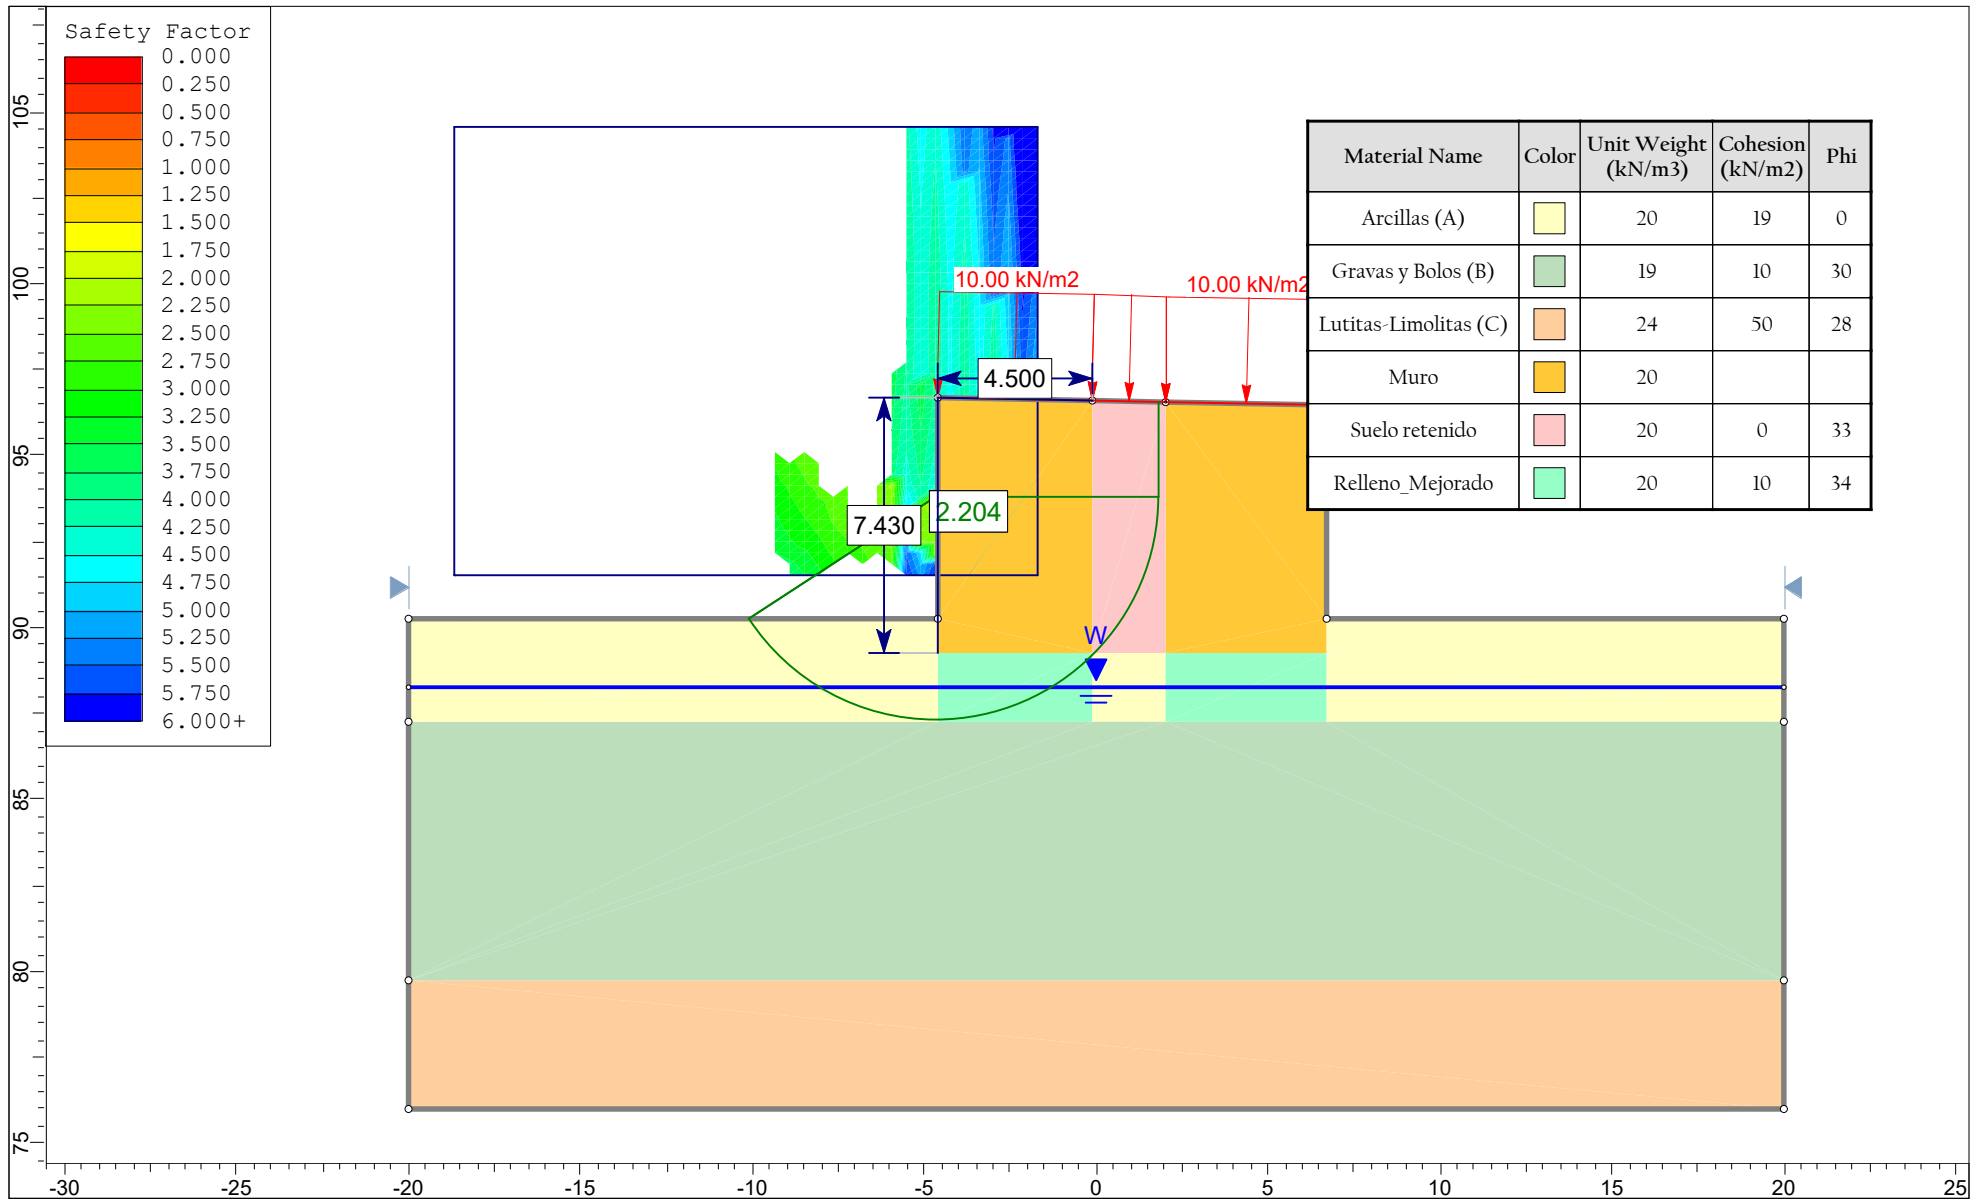 Safety Factor
0.000
0.250
0.500
0.750
1.000
1.250
1.500
1.750
2.000
2.250
2.500
2.750
3.000
3.250
3.500
3.750
4.000
4.250
4.500
4.750
5.000
5.250
5.500
5.750
6.000+
105
100
95
90
85
80
75
10.00 kN/m2
10.00 kN/m2
4.500
7.430
2.204
W
Material Name Color Unit Weight (kN/m3) Cohesion (kN/m2) Phi
Arcillas (A) 20 19 0
Gravas y Bolos (B) 19 10 30
Lutitas-Limolitas (C) 24 50 28
Muro 20
Suelo retenido 20 0 33
Relleno_Mejorado 20 10 34
-30 -25 -20 -15 -10 -5 0 5 10 15 20 25